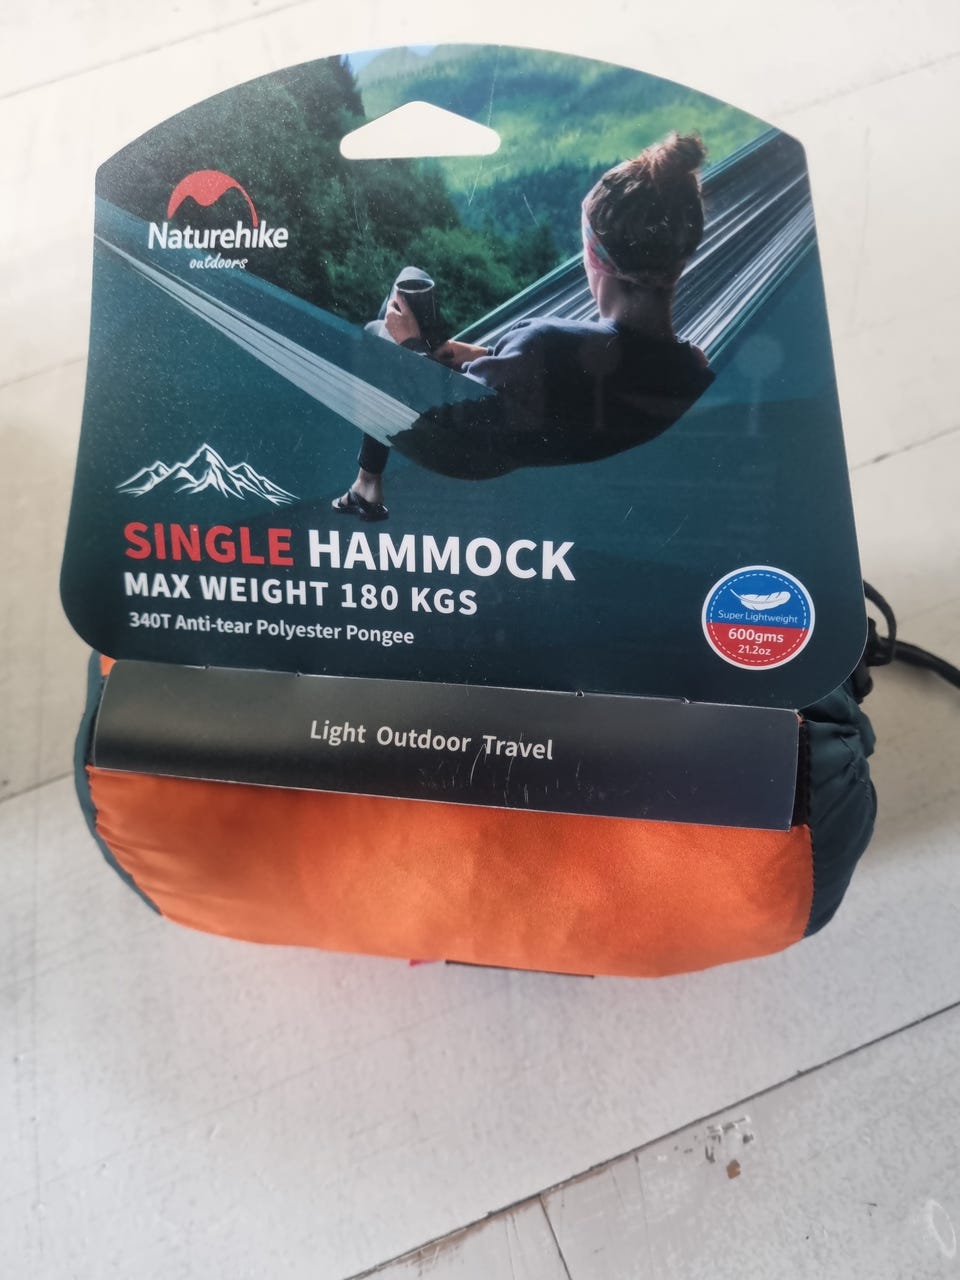 Naturehike
outdoors
SINGLE HAMMOCK
MAX WEIGHT 180 KGS
340T Anti-tear Polyester Pongee
Super Lightweight
600gms
21.2oz
Light Outdoor Travel